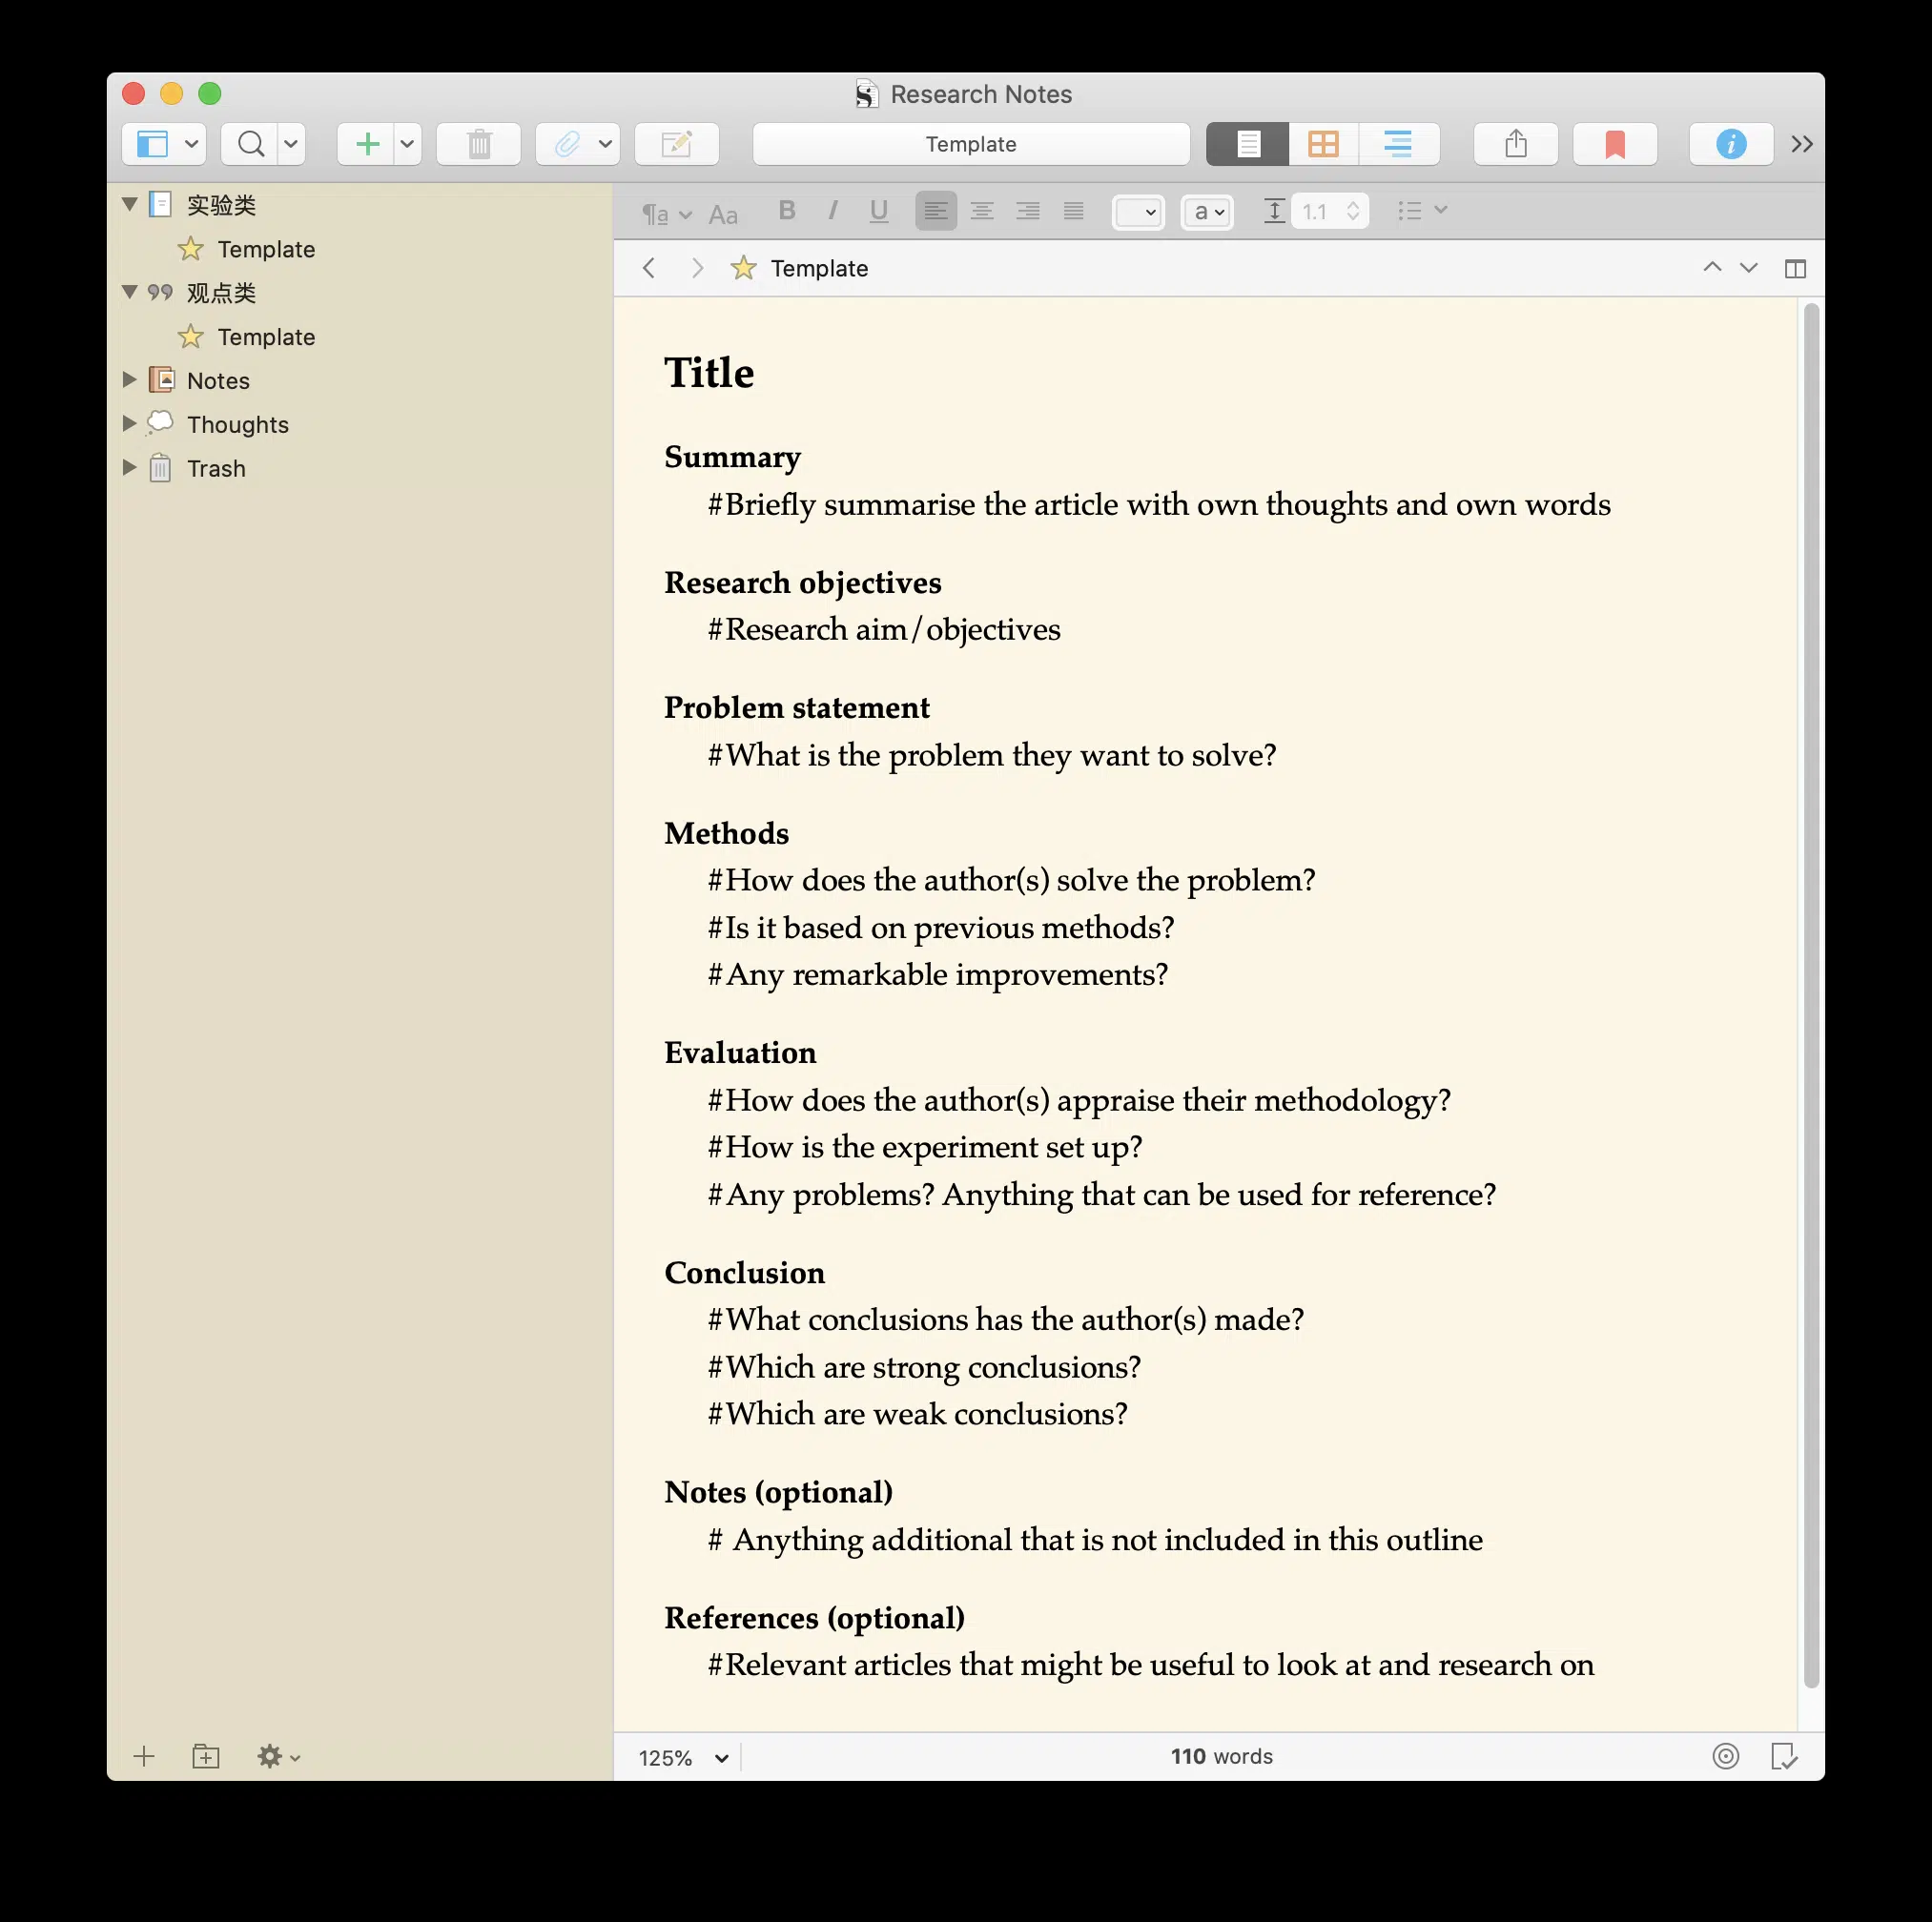 Research Notes
Template
实验类
Template
观点类
Template
Notes
Thoughts
Trash
¶a Aa B I U a 1.1
Template
Title
Summary
#Briefly summarise the article with own thoughts and own words
Research objectives
#Research aim/objectives
Problem statement
#What is the problem they want to solve?
Methods
#How does the author(s) solve the problem?
#Is it based on previous methods?
#Any remarkable improvements?
Evaluation
#How does the author(s) appraise their methodology?
#How is the experiment set up?
#Any problems? Anything that can be used for reference?
Conclusion
#What conclusions has the author(s) made?
#Which are strong conclusions?
#Which are weak conclusions?
Notes (optional)
# Anything additional that is not included in this outline
References (optional)
#Relevant articles that might be useful to look at and research on
125% 110 words